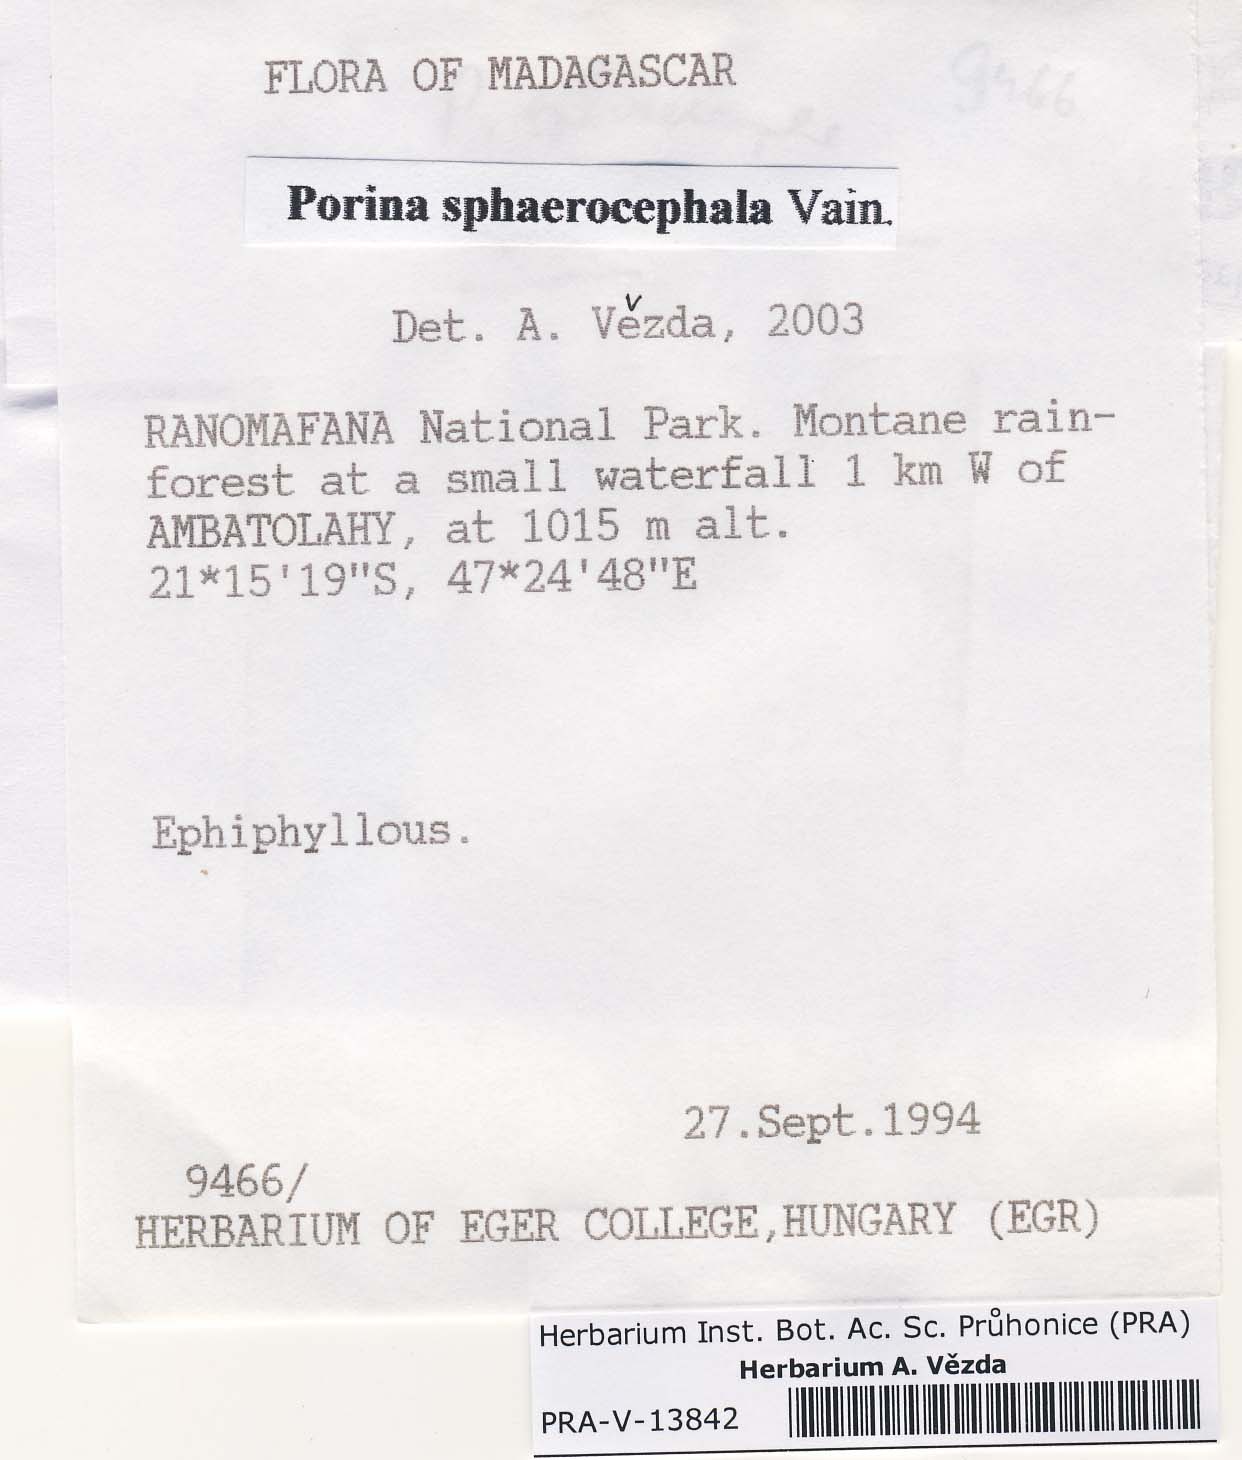 FLORA OF MADAGASCAR
9466
Porina sphaerocephala Vain.
Det. A. Vězda, 2003
RANOMAFANA National Park. Montane rain-
forest at a small waterfall 1 km W of
AMBATOLAHY, at 1015 m alt.
21*15'19"S, 47*24'48"E
Ephiphyllous.
27.Sept.1994
9466/
HERBARIUM OF EGER COLLEGE,HUNGARY (EGR)
Herbarium Inst. Bot. Ac. Sc. Průhonice (PRA)
Herbarium A. Vězda
PRA-V-13842